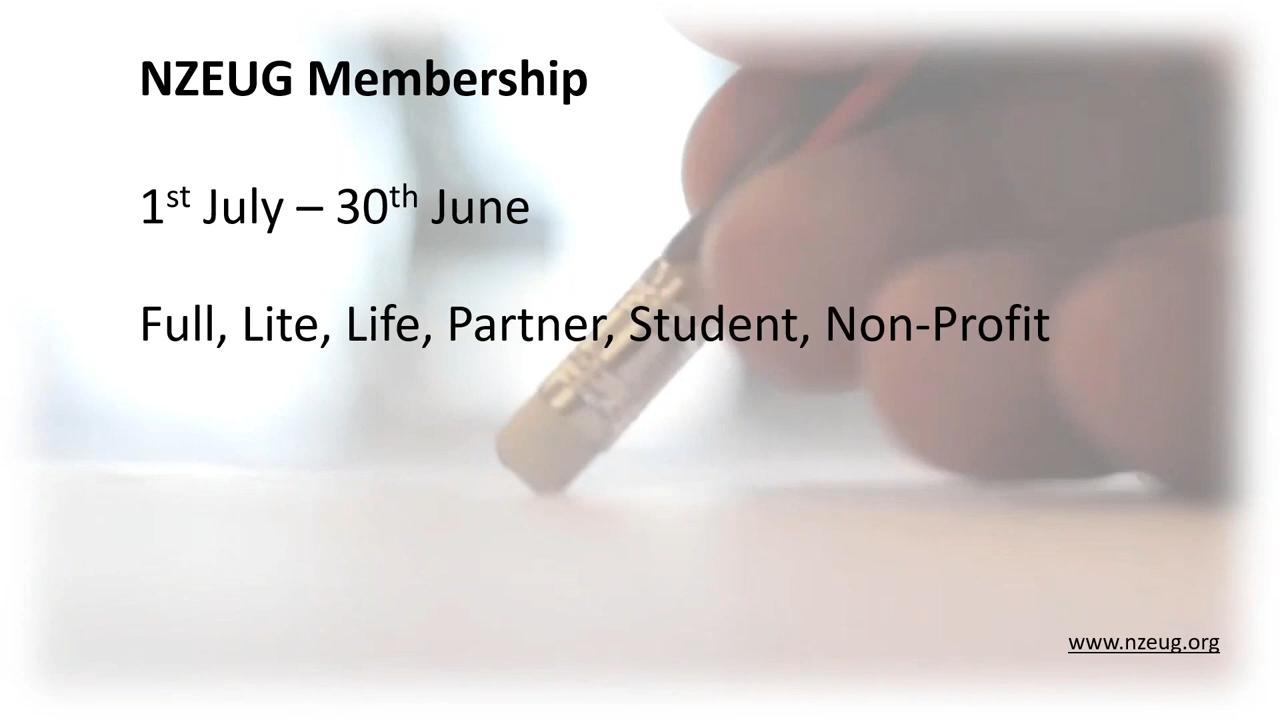 NZEUG Membership
1st July – 30th June
Full, Lite, Life, Partner, Student, Non-Profit
www.nzeug.org